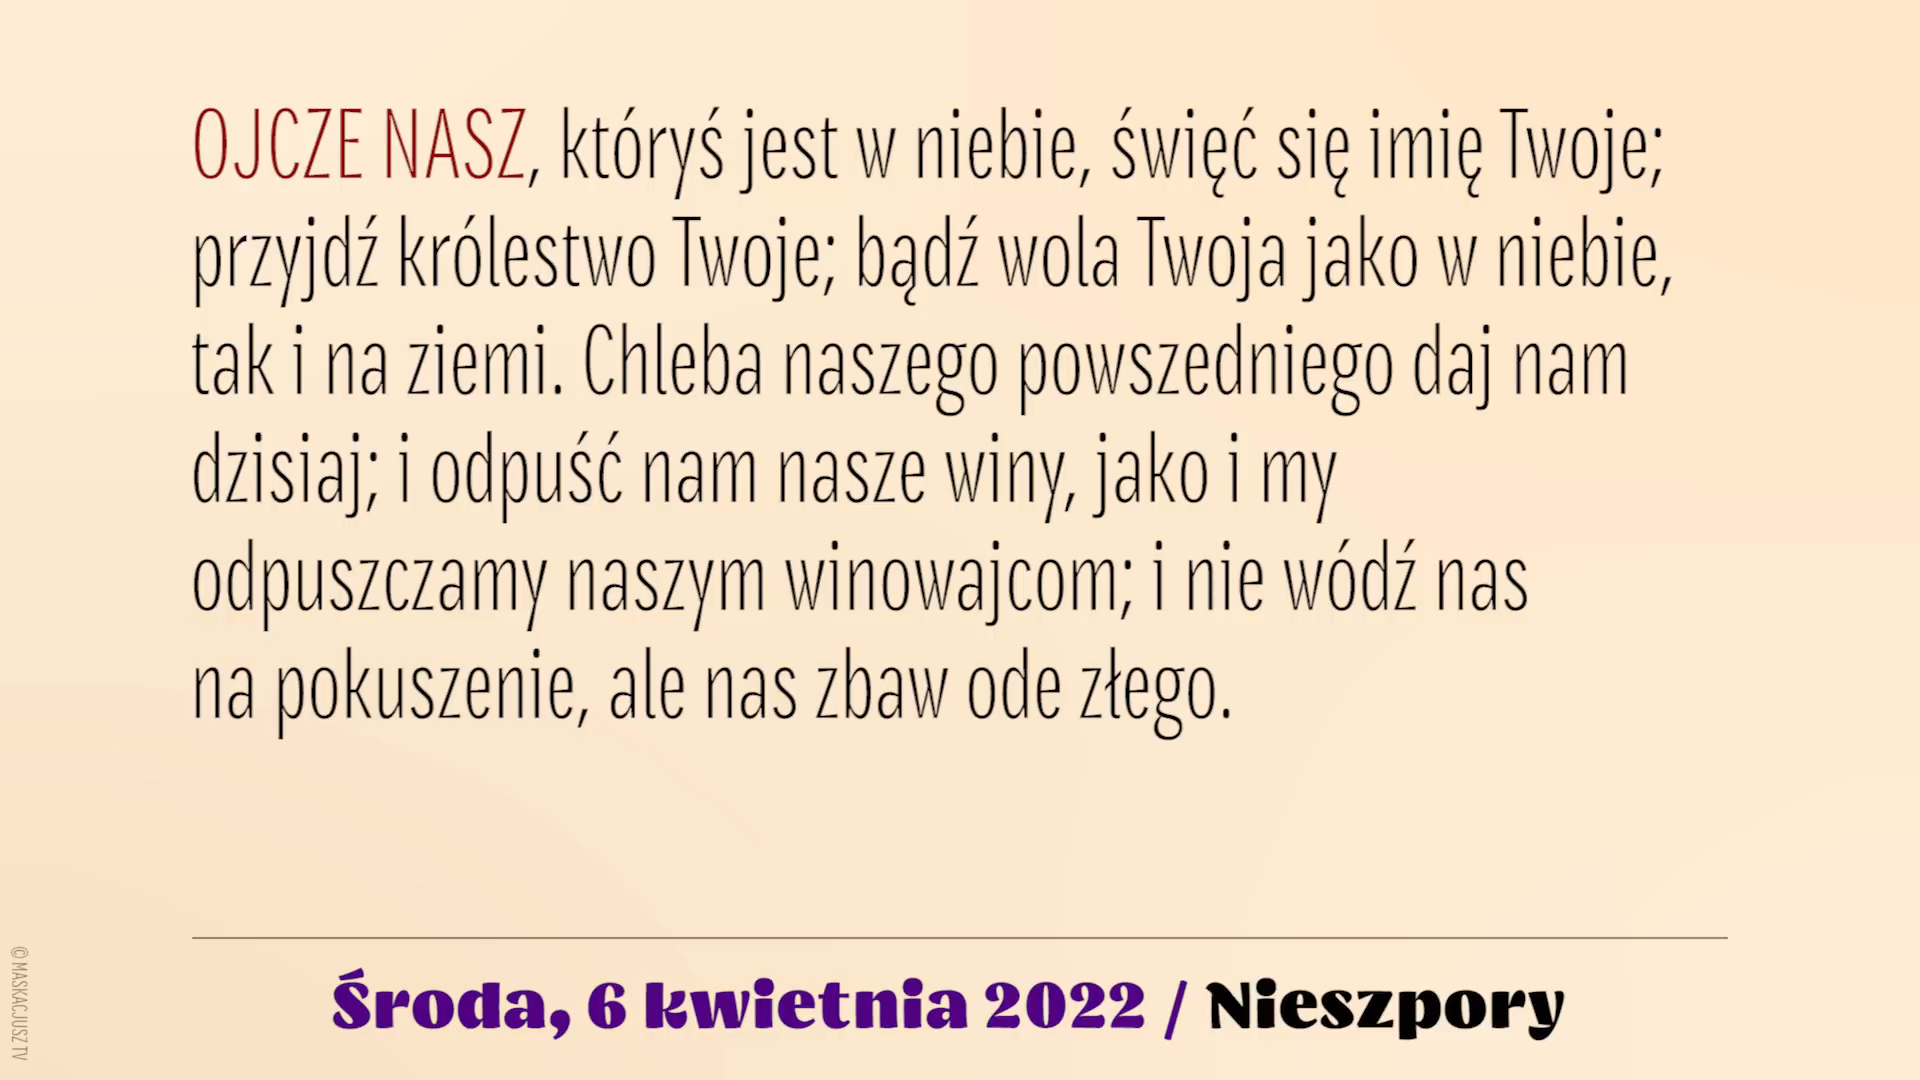 OJCZE NASZ, któryś jest w niebie, święć się imię Twoje;
przyjdź królestwo Twoje; bądź wola Twoja jako w niebie,
tak i na ziemi. Chleba naszego powszedniego daj nam
dzisiaj; i odpuść nam nasze winy, jako i my
odpuszczamy naszym winowajcom; i nie wódź nas
na pokuszenie, ale nas zbaw ode złego.
Środa, 6 kwietnia 2022 / Nieszpory
© MASKACJUSZ TV